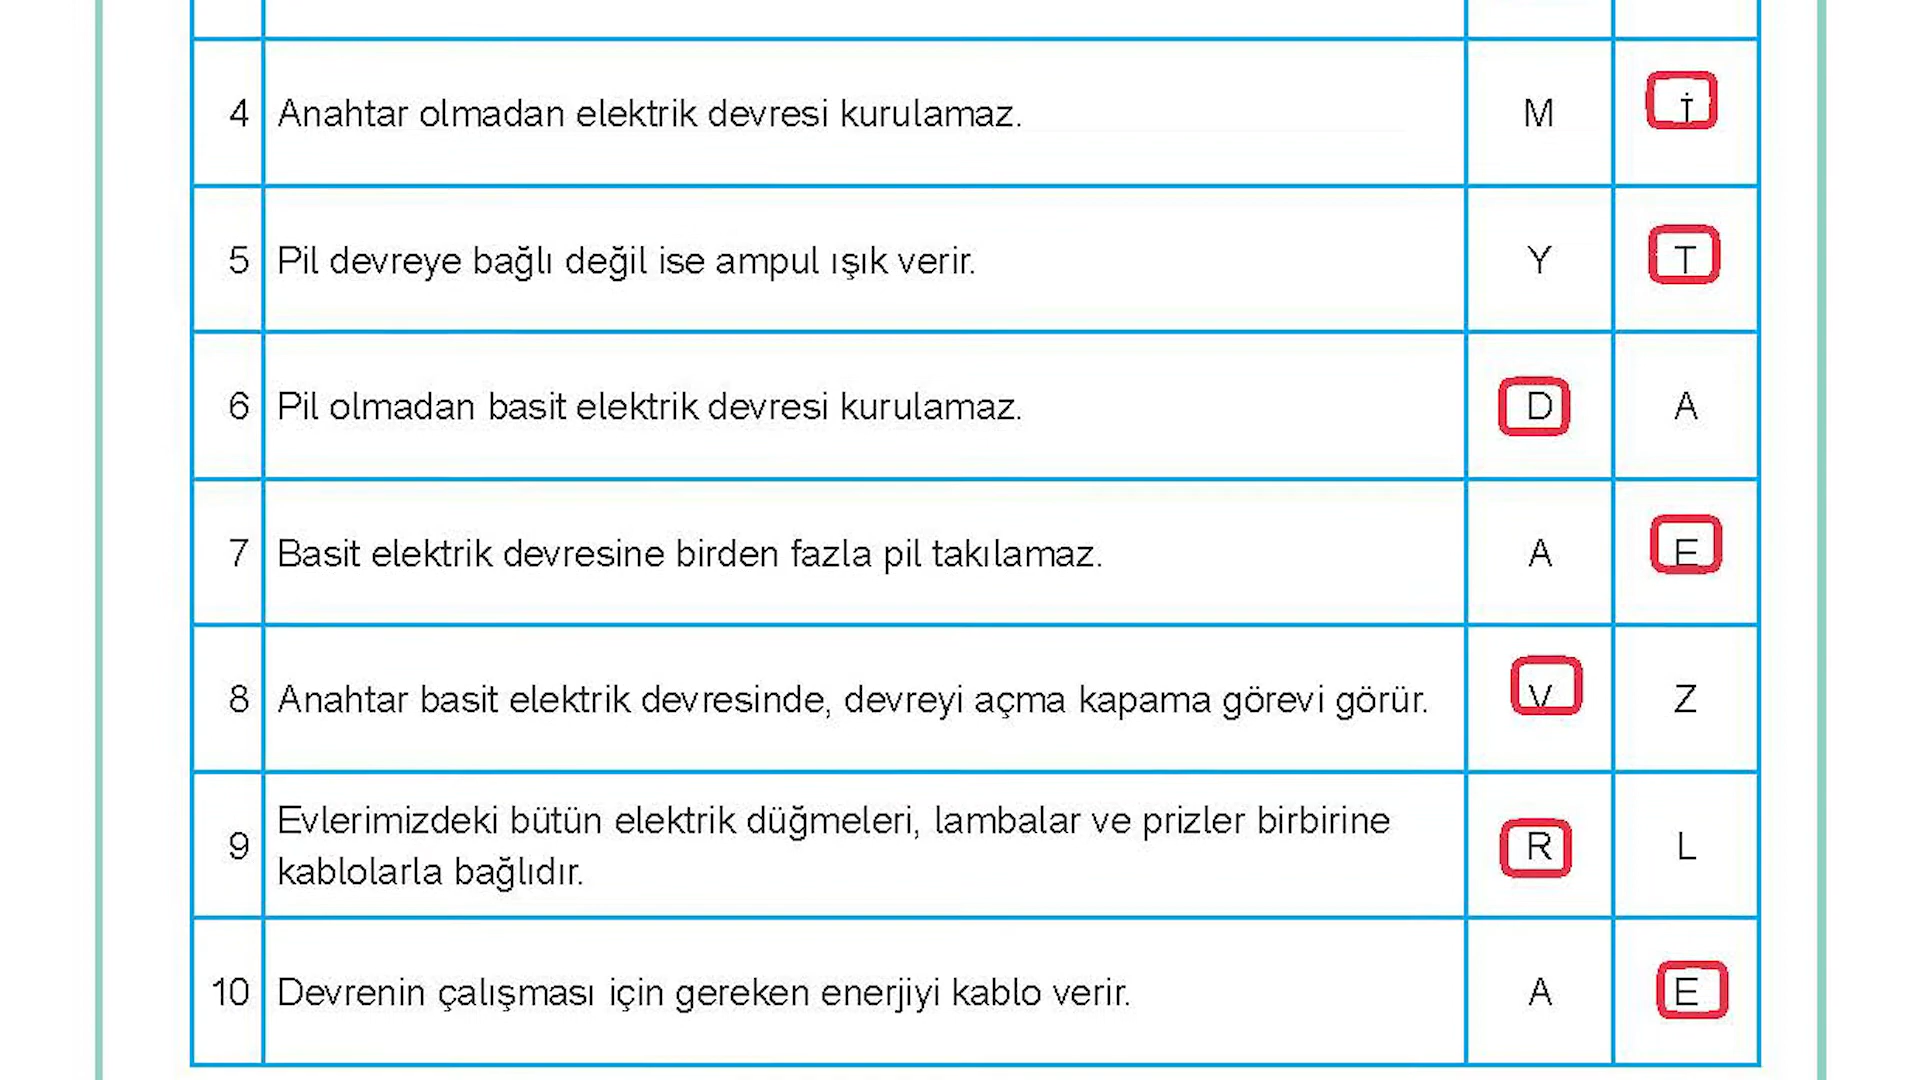 4 Anahtar olmadan elektrik devresi kurulamaz. M İ
5 Pil devreye bağlı değil ise ampul ışık verir. Y T
6 Pil olmadan basit elektrik devresi kurulamaz. D A
7 Basit elektrik devresine birden fazla pil takılamaz. A E
8 Anahtar basit elektrik devresinde, devreyi açma kapama görevi görür. V Z
9 Evlerimizdeki bütün elektrik düğmeleri, lambalar ve prizler birbirine
kablolarla bağlıdır. R L
10 Devrenin çalışması için gereken enerjiyi kablo verir. A E